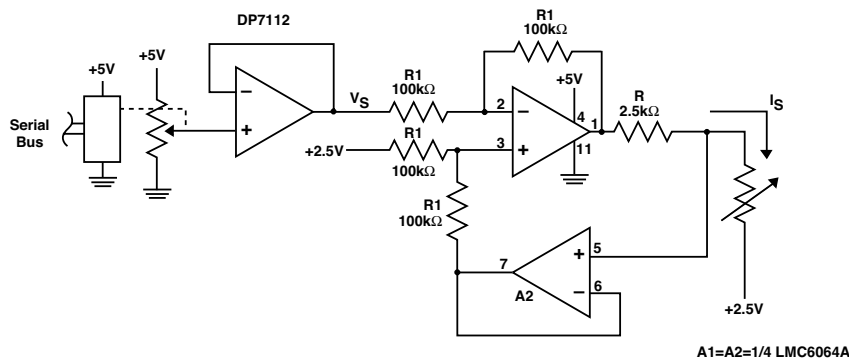 DP7112
+5V
+5V
Serial
Bus
−
+
VS
R1
100kΩ
R1
100kΩ
+5V
2
−
4
1
3
+
11
R
2.5kΩ
IS
+2.5V
R1
100kΩ
R1
100kΩ
7
A2
+
5
−
6
+2.5V
A1=A2=1/4 LMC6064A